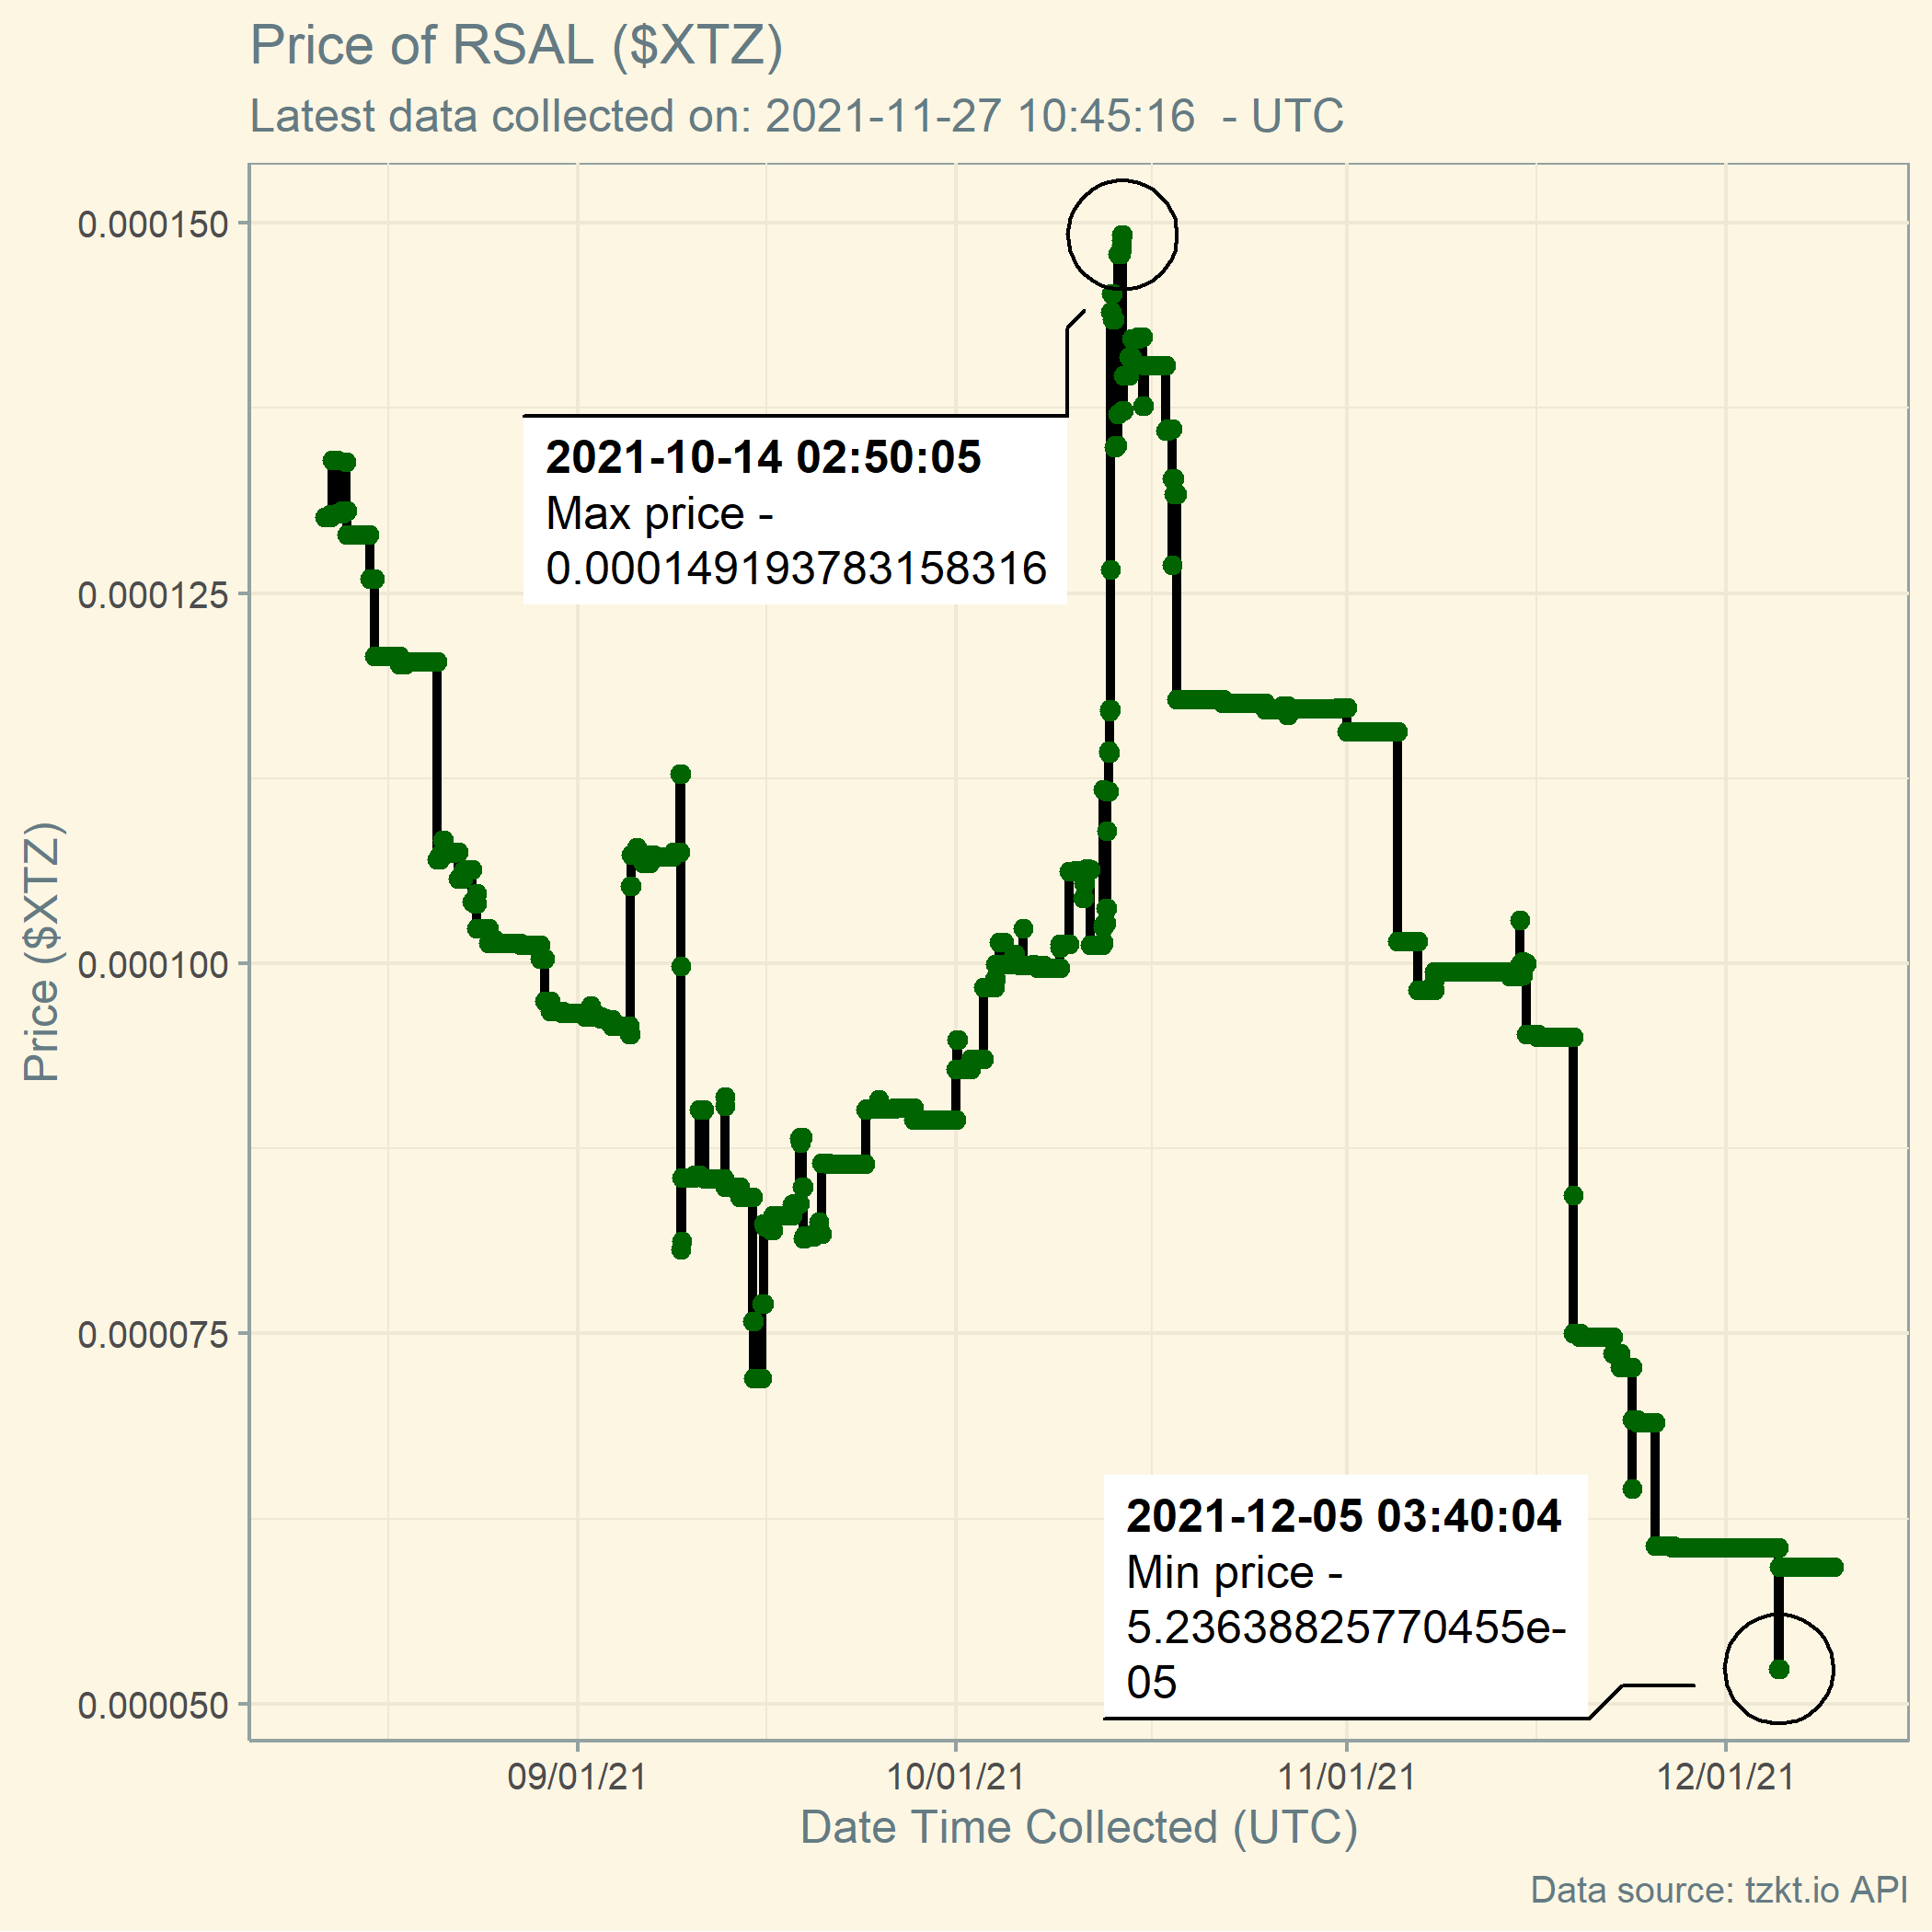 Price of RSAL ($XTZ)
Latest data collected on: 2021-11-27 10:45:16  - UTC
0.000150
0.000125
0.000100
0.000075
0.000050
Price ($XTZ)
2021-10-14 02:50:05
Max price -
0.000149193783158316
2021-12-05 03:40:04
Min price -
5.23638825770455e-
05
09/01/21
10/01/21
11/01/21
12/01/21
Date Time Collected (UTC)
Data source: tzkt.io API